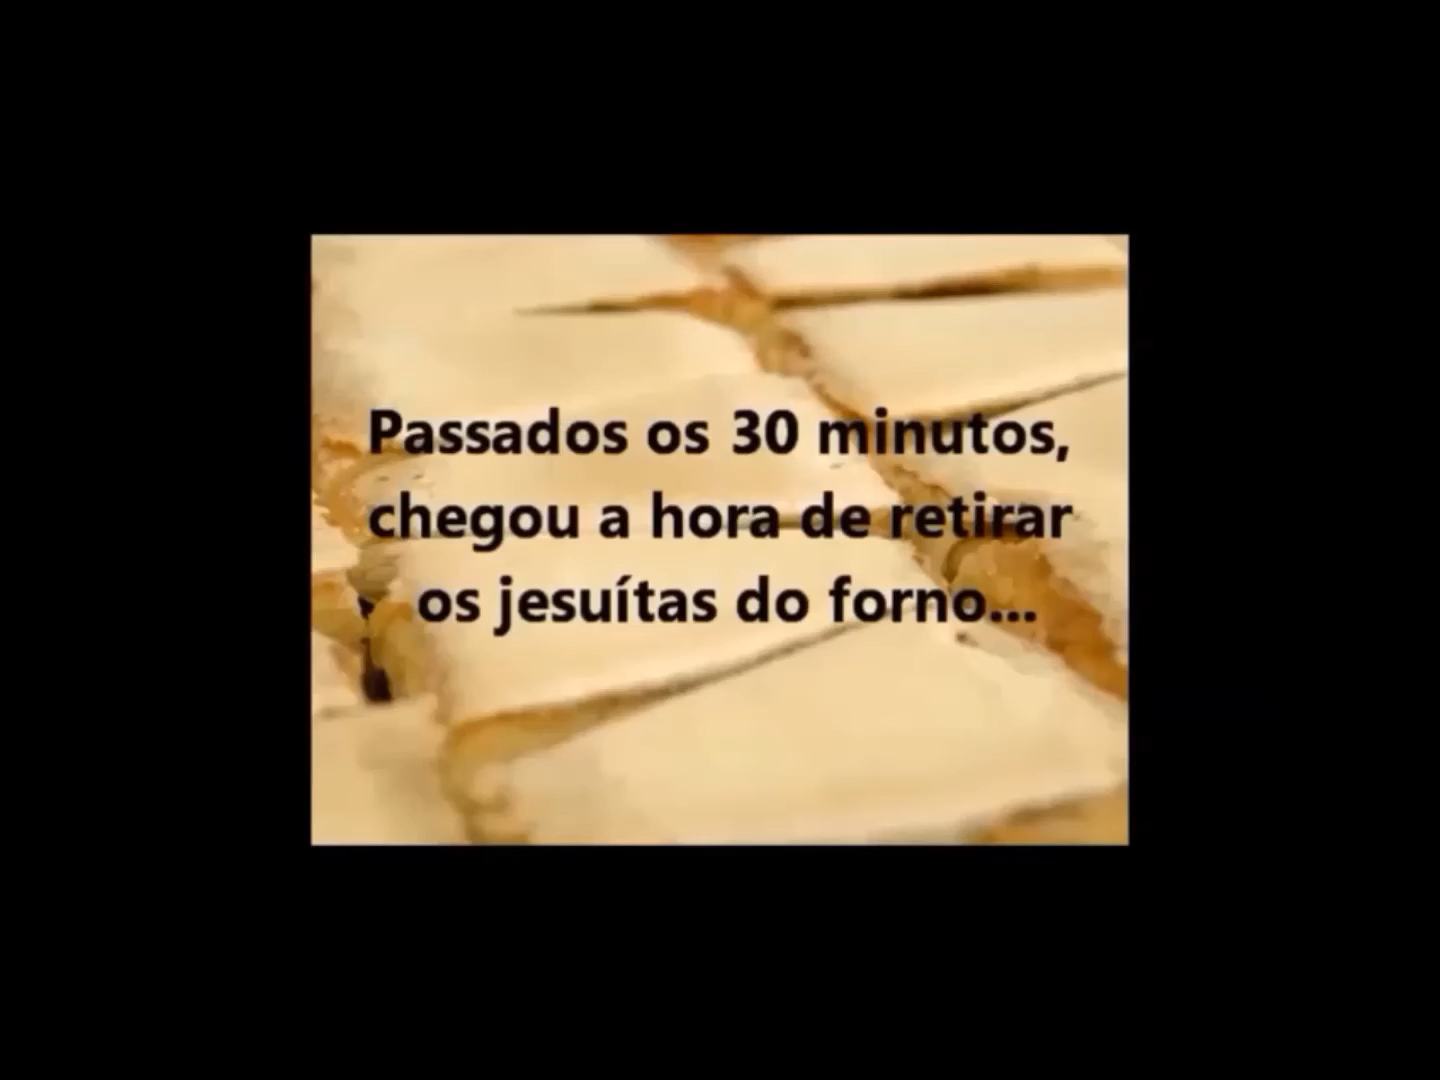 Passados os 30 minutos,
chegou a hora de retirar
os jesuítas do forno...